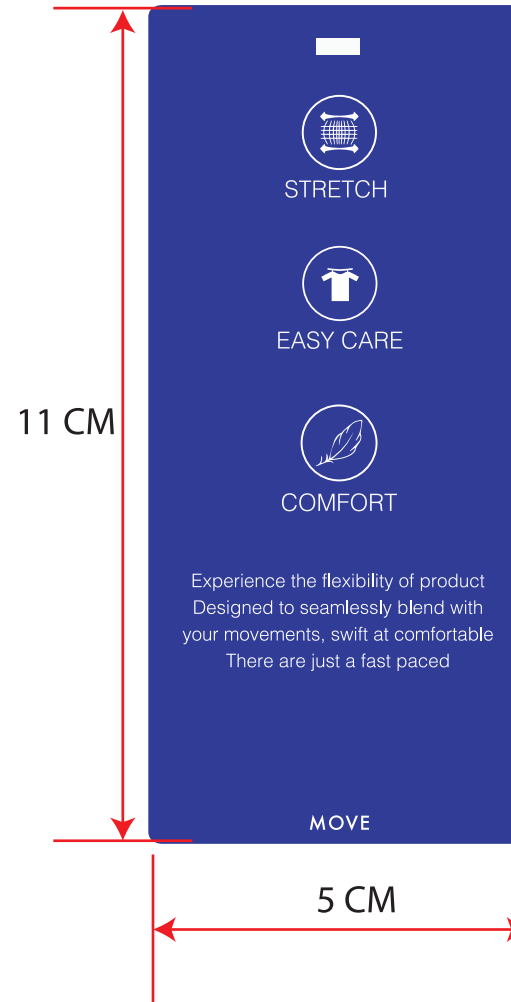 STRETCH
EASY CARE
11 CM
COMFORT
Experience the flexibility of product
Designed to seamlessly blend with
your movements, swift at comfortable
There are just a fast paced
MOVE
5 CM